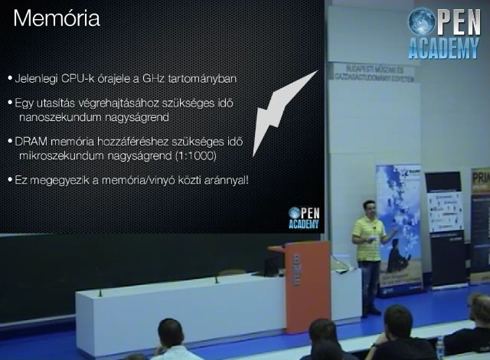 Memória
OPEN
ACADEMY
• Jelenlegi CPU-k órajele a GHz tartományban
• Egy utasítás végrehajtásához szükséges idő
nanoszekundum nagyságrend
• DRAM memória hozzáféréshez szükséges idő
mikroszekundum nagyságrend (1:1000)
• Ez megegyezik a memória/vinyó közti aránnyal!
OPEN
ACADEMY
BUDAPESTI MŰSZAKI ÉS
GAZDASÁGTUDOMÁNYI EGYETEM